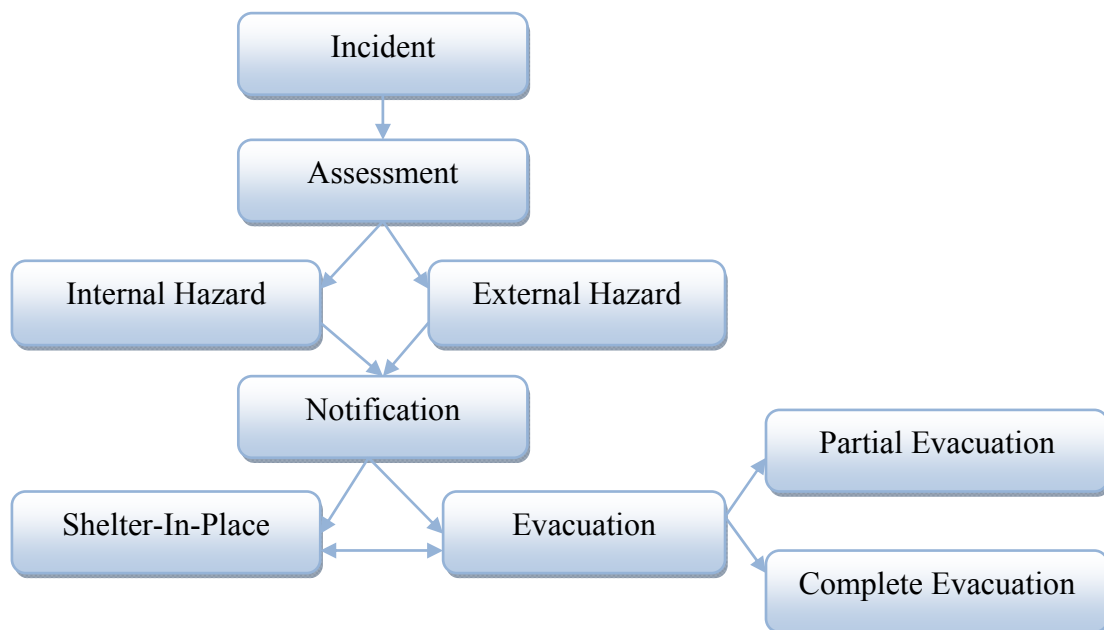 Incident
Assessment
Internal Hazard
External Hazard
Notification
Partial Evacuation
Shelter-In-Place
Evacuation
Complete Evacuation